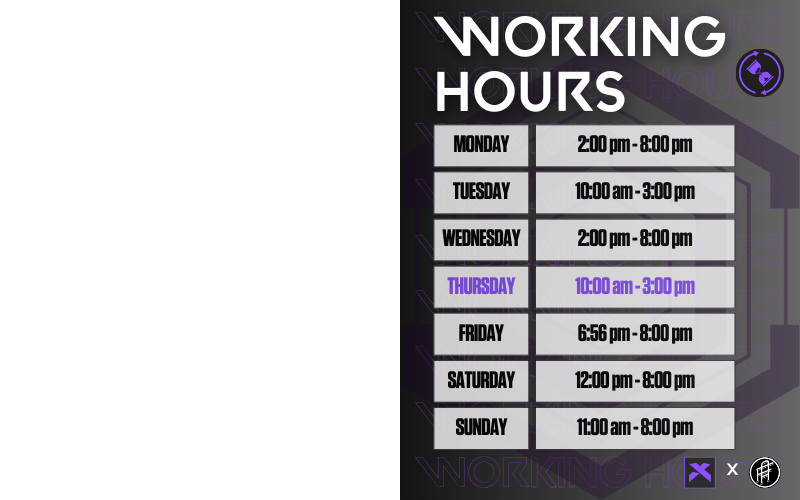 WORKING
HOURS
MONDAY 2:00 pm - 8:00 pm
TUESDAY 10:00 am - 3:00 pm
WEDNESDAY 2:00 pm - 8:00 pm
THURSDAY 10:00 am - 3:00 pm
FRIDAY 6:56 pm - 8:00 pm
SATURDAY 12:00 pm - 8:00 pm
SUNDAY 11:00 am - 8:00 pm
WORKING HOURS
X